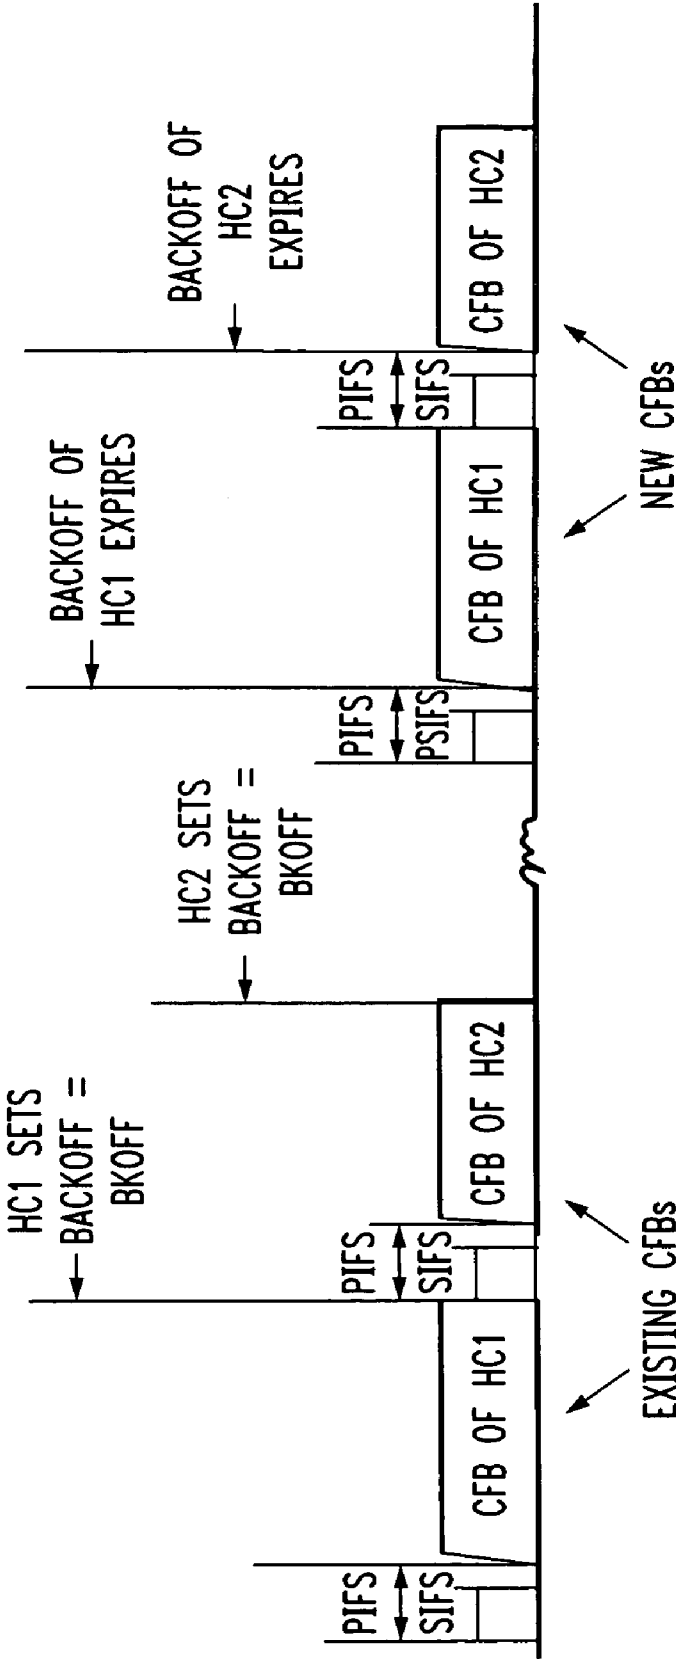 HC1 SETS
BACKOFF =
BKOFF
HC2 SETS
BACKOFF =
BKOFF
BACKOFF OF
HC1 EXPIRES
BACKOFF OF
HC2
EXPIRES
PIFS
SIFS
CFB OF HC1
PIFS
SIFS
CFB OF HC2
PIFS
PSIFS
CFB OF HC1
PIFS
SIFS
CFB OF HC2
EXISTING CFBs
NEW CFBs